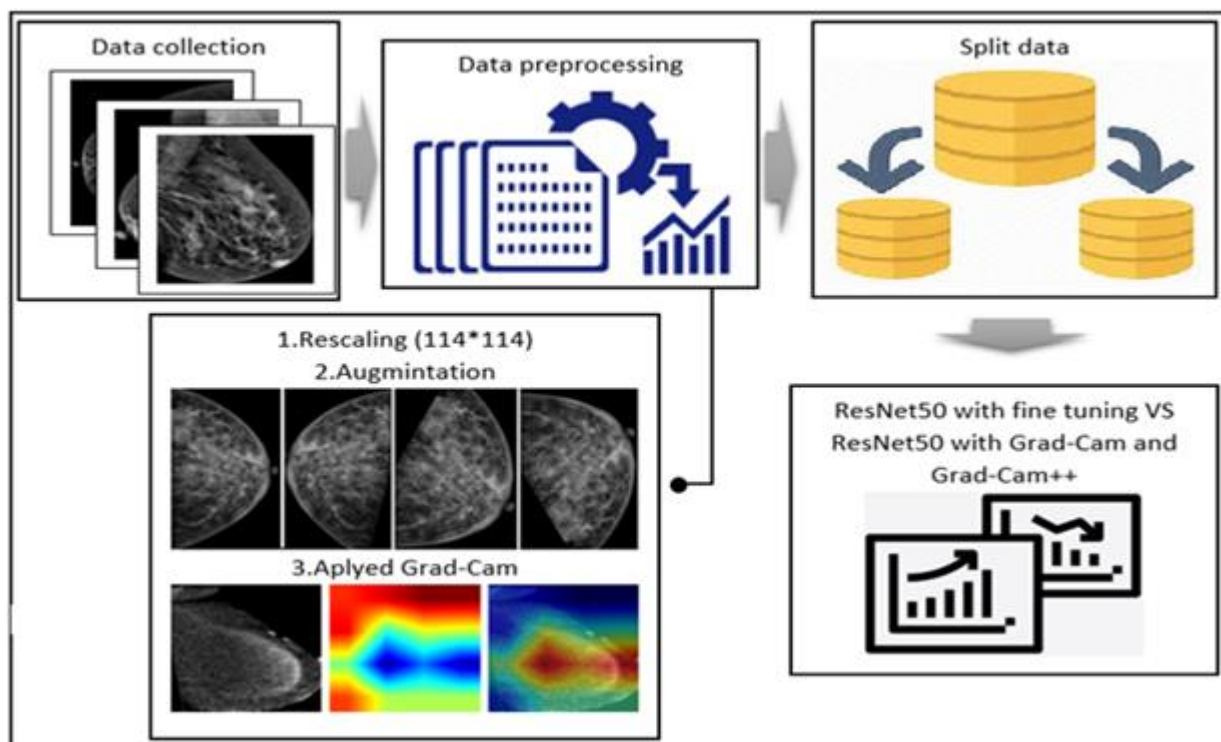 Data collection
Data preprocessing
Split data
1.Rescaling (114*114)
2.Augmintation
3.Aplyed Grad-Cam
ResNet50 with fine tuning VS
ResNet50 with Grad-Cam and
Grad-Cam++